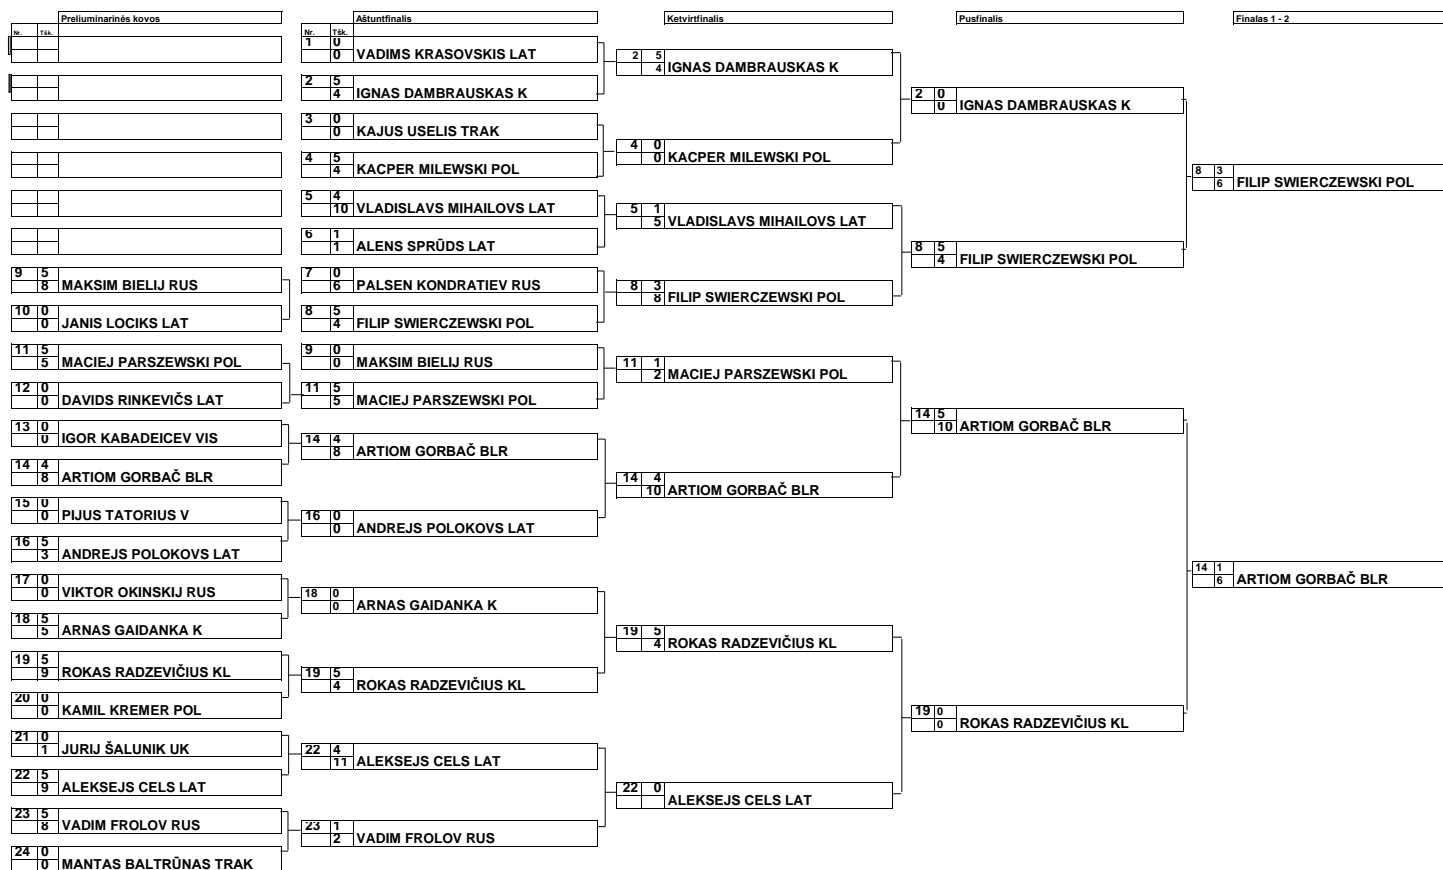 Preliuminarinės kovos
Nr. Tšk.
9 5
8 MAKSIM BIELIJ RUS
10 0
0 JANIS LOCIKS LAT
11 5
5 MACIEJ PARSZEWSKI POL
12 0
0 DAVIDS RINKEVIČS LAT
13 0
0 IGOR KABADEICEV VIS
14 4
8 ARTIOM GORBAČ BLR
15 0
0 PIJUS TATORIUS V
16 5
3 ANDREJS POLOKOVS LAT
17 0
0 VIKTOR OKINSKIJ RUS
18 5
5 ARNAS GAIDANKA K
19 5
9 ROKAS RADZEVIČIUS KL
20 0
0 KAMIL KREMER POL
21 0
1 JURIJ ŠALUNIK UK
22 5
9 ALEKSEJS CELS LAT
23 5
8 VADIM FROLOV RUS
24 0
0 MANTAS BALTRŪNAS TRAK
Aštuntfinalis
Nr. Tšk.
1 0
0 VADIMS KRASOVSKIS LAT
2 5
4 IGNAS DAMBRAUSKAS K
3 0
0 KAJUS USELIS TRAK
4 5
4 KACPER MILEWSKI POL
5 4
10 VLADISLAVS MIHAILOVS LAT
6 1
1 ALENS SPRŪDS LAT
7 0
6 PALSEN KONDRATIEV RUS
8 5
4 FILIP SWIERCZEWSKI POL
9 0
0 MAKSIM BIELIJ RUS
11 5
5 MACIEJ PARSZEWSKI POL
14 4
8 ARTIOM GORBAČ BLR
16 0
0 ANDREJS POLOKOVS LAT
18 0
0 ARNAS GAIDANKA K
19 5
4 ROKAS RADZEVIČIUS KL
22 4
11 ALEKSEJS CELS LAT
23 1
2 VADIM FROLOV RUS
Ketvirtfinalis
2 5
4 IGNAS DAMBRAUSKAS K
4 0
0 KACPER MILEWSKI POL
5 1
5 VLADISLAVS MIHAILOVS LAT
8 3
8 FILIP SWIERCZEWSKI POL
11 1
2 MACIEJ PARSZEWSKI POL
14 4
10 ARTIOM GORBAČ BLR
19 5
4 ROKAS RADZEVIČIUS KL
22 0
ALEKSEJS CELS LAT
Pusfinalis
2 0
0 IGNAS DAMBRAUSKAS K
8 5
4 FILIP SWIERCZEWSKI POL
14 5
10 ARTIOM GORBAČ BLR
19 0
0 ROKAS RADZEVIČIUS KL
Finalas 1 - 2
8 3
6 FILIP SWIERCZEWSKI POL
14 1
6 ARTIOM GORBAČ BLR